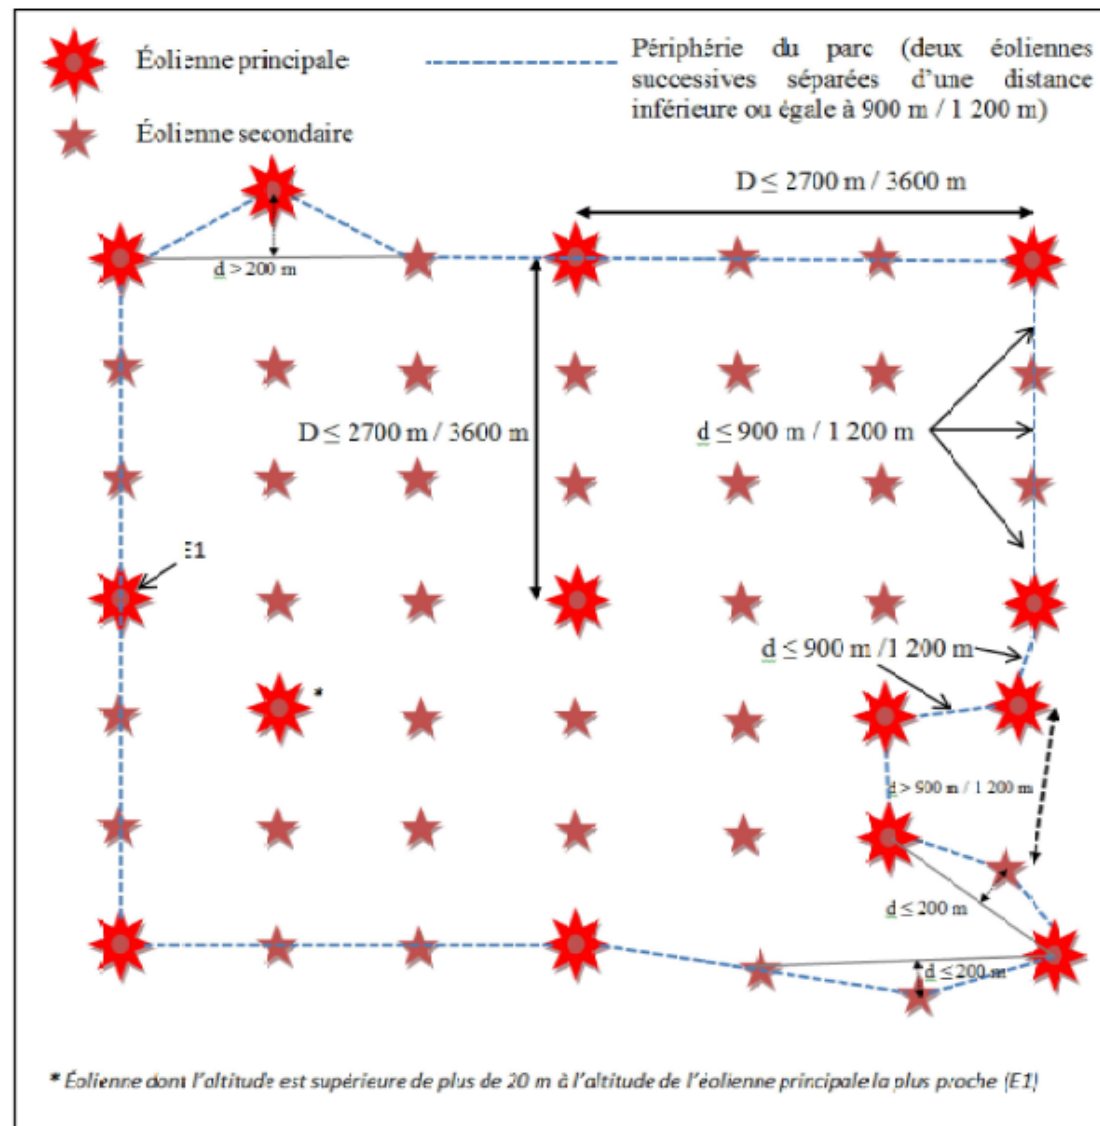 Éolienne principale
Périphérie du parc (deux éoliennes
successives séparées d'une distance
inférieure ou égale à 900 m / 1 200 m)
Éolienne secondaire
D ≤ 2700 m / 3600 m
d > 200 m
D ≤ 2700 m / 3600 m
d ≤ 900 m / 1 200 m
E1
d ≤ 900 m /1 200 m
*
d > 900 m / 1 200 m
d ≤ 200 m
d ≤ 200 m
* Éolienne dont l'altitude est supérieure de plus de 20 m à l'altitude de l'éolienne principale la plus proche (E1)